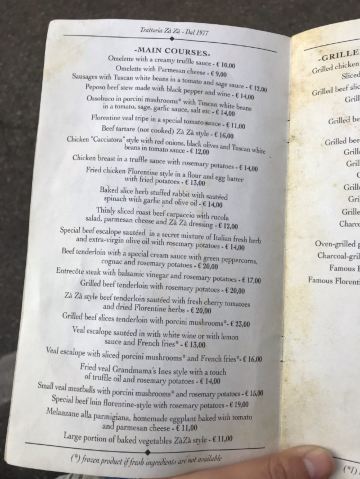 Trattoria Zà Zà - Dal 1977
-MAIN COURSES-
Omelette with a creamy truffle sauce - € 10,00
Omelette with Parmesan cheese - € 9,00
Sausages with Tuscan white beans in a tomato and sage sauce - € 12,00
Peposo beef stew made with black pepper and wine - € 14,00
Ossobuco in porcini mushrooms* with Tuscan white beans
in a tomato, sage, garlic sauce, salt etc - € 14,00
Florentine veal tripe in a special tomato sauce - € 11,00
Beef tartare (not cooked) Zà Zà style - € 16,00
Chicken "Cacciatora" style with red onions, black olives and Tuscan white
beans in tomato sauce - € 12,00
Chicken breast in a truffle sauce with rosemary potatoes - € 14,00
Fried chicken Florentine style in a flour and egg batter
with fried potatoes - € 13,00
Baked slice herb stuffed rabbit with sautéed
spinach with garlic and olive oil - € 14,00
Thinly sliced roast beef carpaccio with rucola
salad, parmesan cheese and Zà Zà dressing - € 12,00
Special beef escalope sautéed in a secret mixture of Italian fresh herb
and extra-virgin olive oil with rosemary potatoes - € 14,00
Beef tenderloin with a special cream sauce with green peppercorns,
cognac and rosemary potatoes - € 20,00
Entrecôte steak with balsamic vinegar and rosemary potatoes - € 17,00
Grilled beef tenderloin with rosemary potatoes - € 20,00
Zà Zà style beef tenderloin sautéed with fresh cherry tomatoes
and dried Florentine herbs - € 20,00
Grilled beef slices tenderloin with porcini mushrooms* - € 23,00
Veal escalope sautéed in with white wine or with lemon
sauce and French fries* - € 13,00
Veal escalope with sliced porcini mushrooms and French fries* - € 16,00
Fried veal Grandmama's Ines style with a touch
of truffle oil and rosemary potatoes - € 14,00
Small veal meatballs with porcini mushrooms* and rosemary potatoes - € 15,00
Special beef loin florentine-style with rosemary potatoes - € 19,00
Melanzane alla parmigiana, homemade eggplant baked with tomato
and parmesan cheese - € 11,00
Large portion of baked vegetables ZàZà style - € 11,00
(*) frozen product if fresh ingredients are not available
-GRILLE
Grilled chicken
Sliced
Grilled beef slic
Grille
Grilled be
Grilled beef
Grill
Grilled
Grille
Charco
Oven-grilled p
Charcoal-grill
Famous F
Famous Florenti